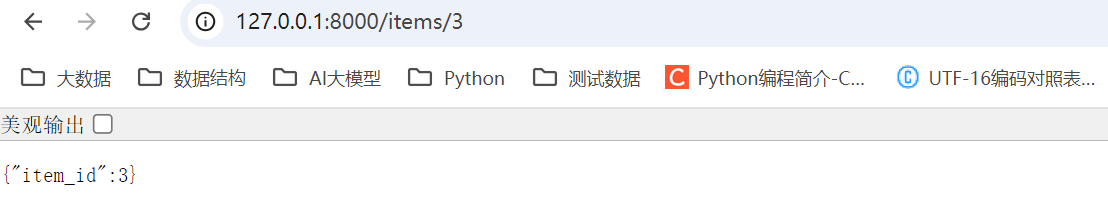 127.0.0.1:8000/items/3
大数据 数据结构 AI大模型 Python 测试数据 Python编程简介-C... UTF-16编码对照表...
美观输出
{"item_id":3}